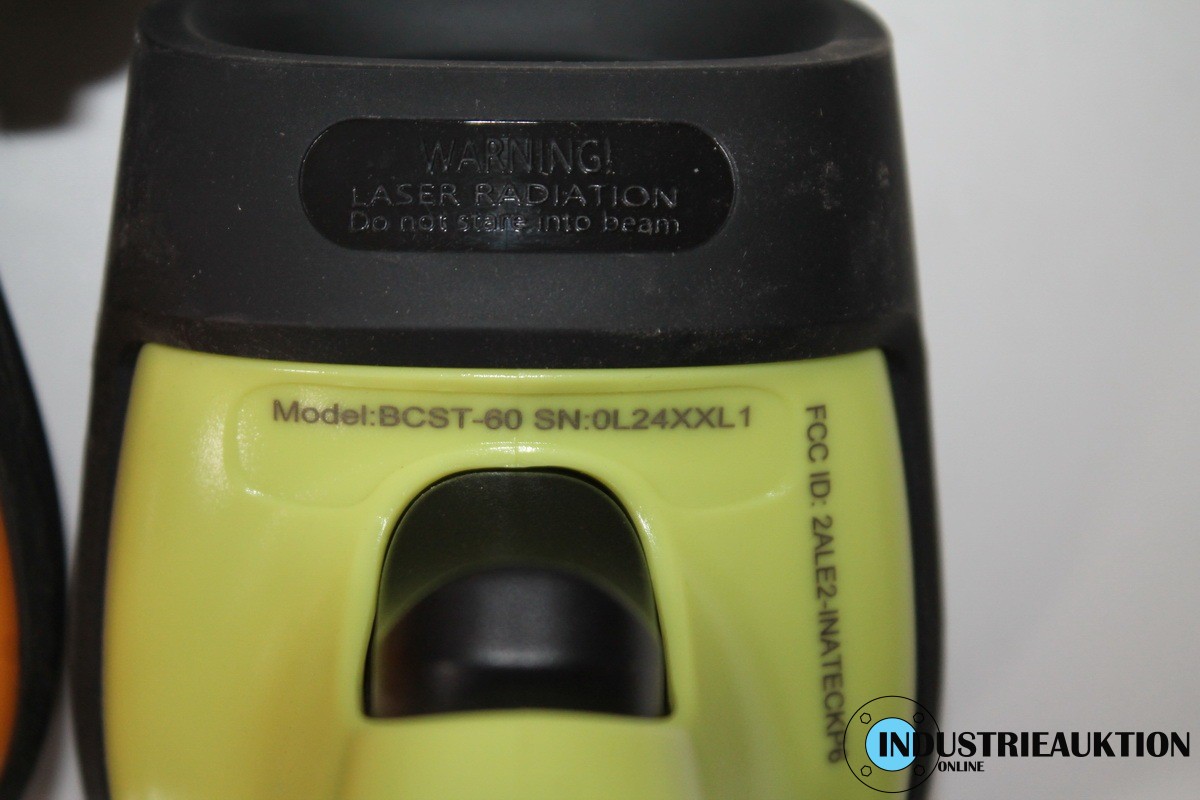 WARNING!
LASER RADIATION
Do not stare into beam
Model:BCST-60 SN:0L24XXL1
FCC ID: 2ALE2-INATECKP6
INDUSTRIEAUKTION
ONLINE